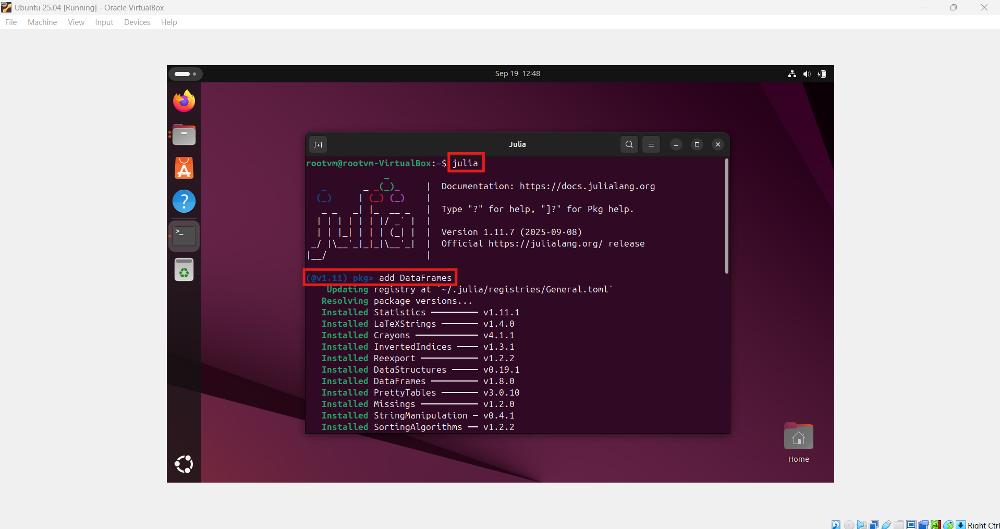 Ubuntu 25.04 [Running] - Oracle VirtualBox
File Machine View Input Devices Help
Sep 19 12:48
Julia
rootvm@rootvm-VirtualBox:~$ julia
Documentation: https://docs.julialang.org
Type "?" for help, "]?" for Pkg help.
Version 1.11.7 (2025-09-08)
Official https://julialang.org/ release
(@v1.11) pkg> add DataFrames
Updating registry at `~/.julia/registries/General.toml`
Resolving package versions...
Installed Statistics ───────── v1.11.1
Installed LaTeXStrings ─────── v1.4.0
Installed Crayons ──────────── v4.1.1
Installed InvertedIndices ──── v1.3.1
Installed Reexport ─────────── v1.2.2
Installed DataStructures ───── v0.19.1
Installed DataFrames ───────── v1.8.0
Installed PrettyTables ─────── v3.0.10
Installed Missings ─────────── v1.2.0
Installed StringManipulation ─ v0.4.1
Installed SortingAlgorithms ── v1.2.2
Home
Right Ctrl